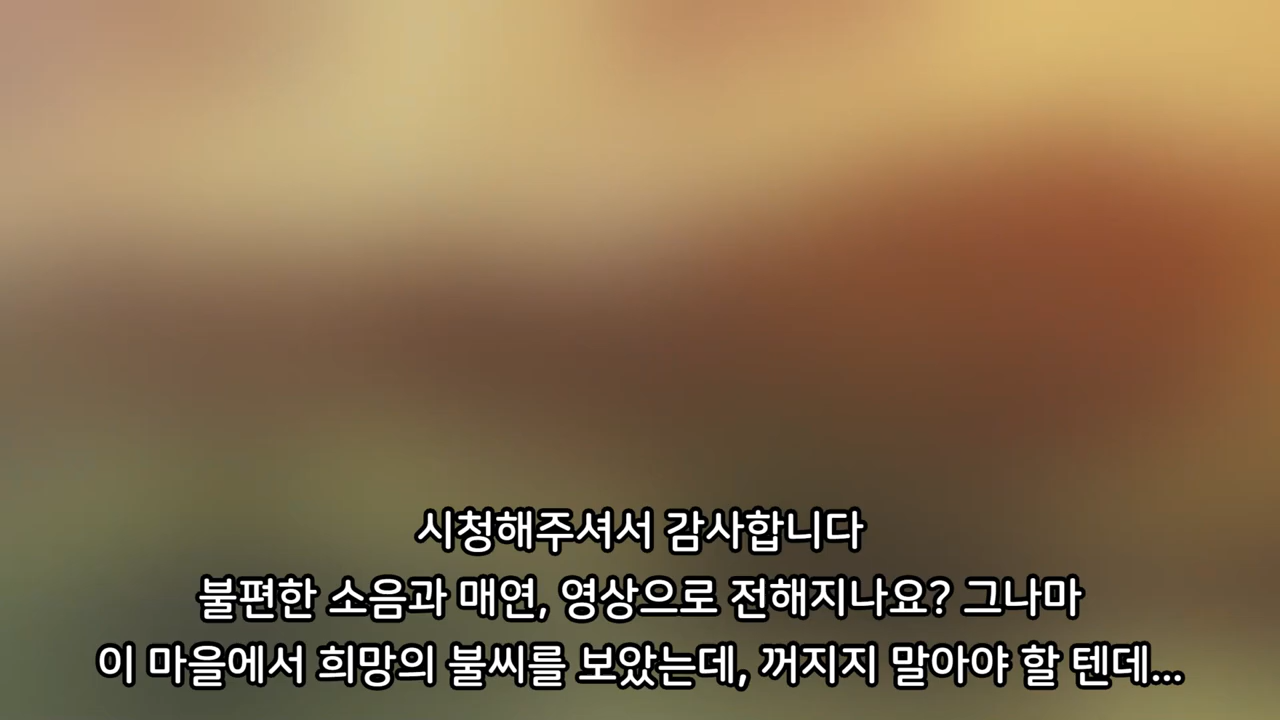 시청해주셔서 감사합니다
불편한 소음과 매연, 영상으로 전해지나요? 그나마
이 마을에서 희망의 불씨를 보았는데, 꺼지지 말아야 할 텐데...